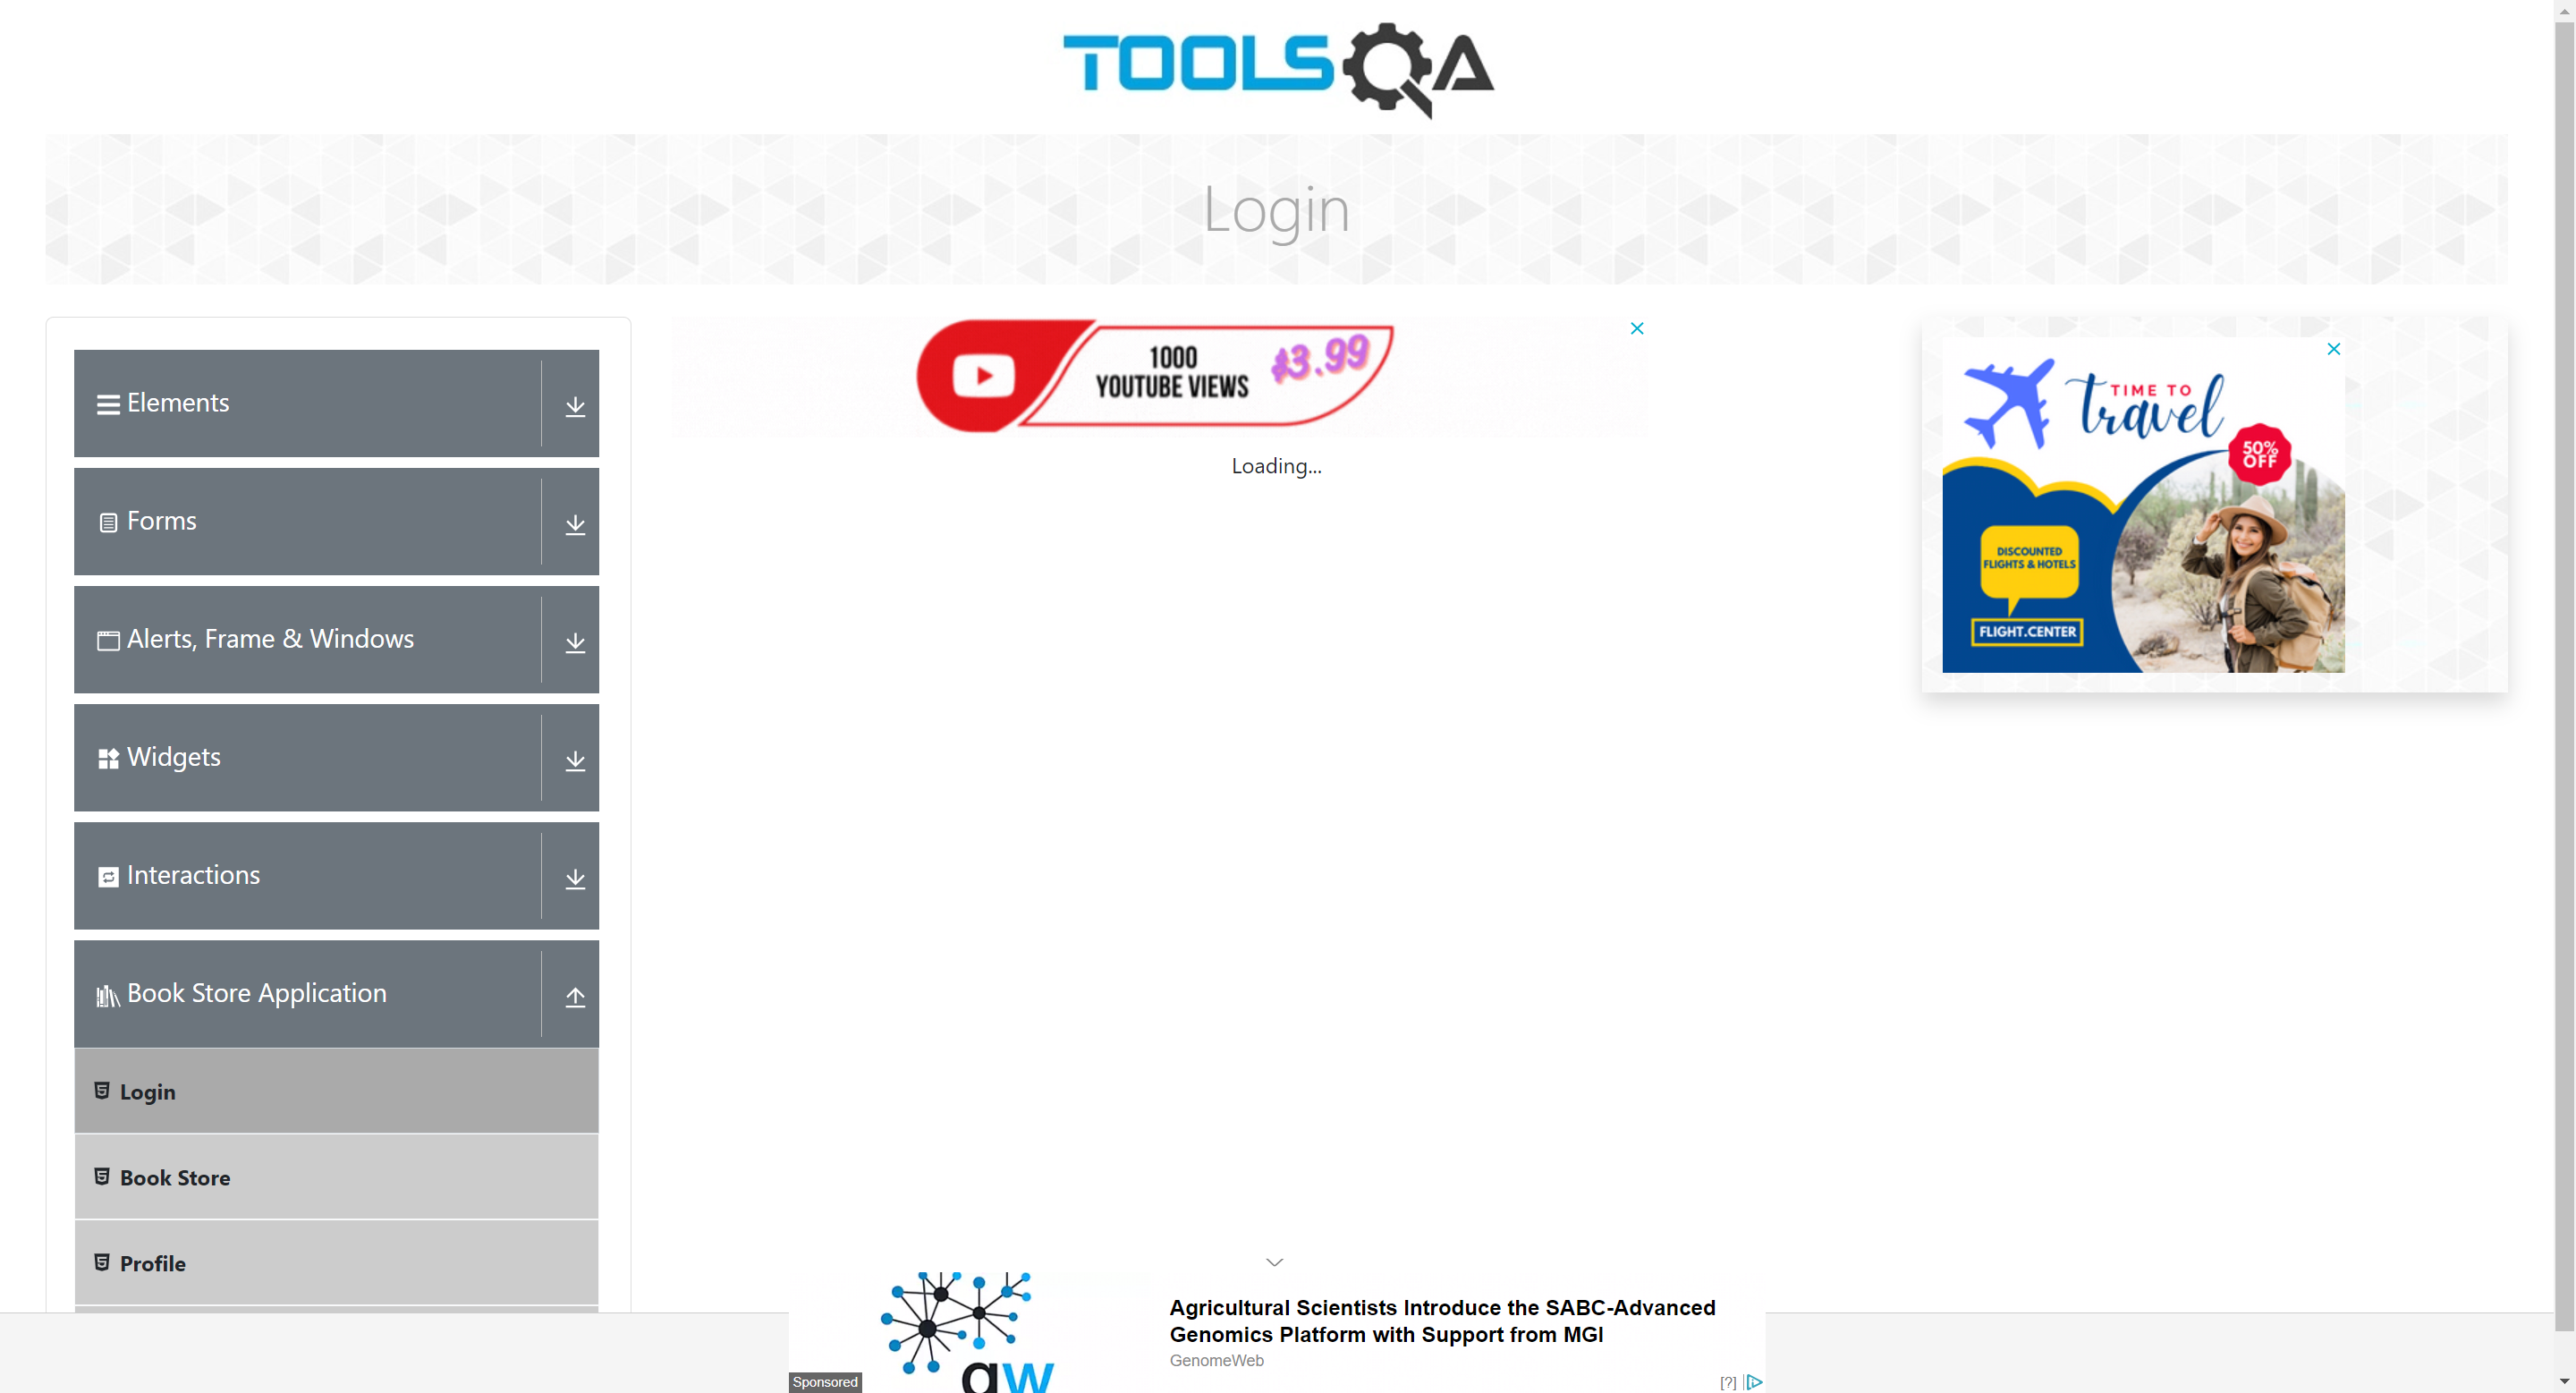 TOOLSQA
Login
Elements
Forms
Alerts, Frame & Windows
Widgets
Interactions
Book Store Application
Login
Book Store
Profile
1000
YOUTUBE VIEWS
$3.99
Loading...
TIME TO
travel
50%
OFF
DISCOUNTED
FLIGHTS & HOTELS
FLIGHT.CENTER
gw
Agricultural Scientists Introduce the SABC-Advanced
Genomics Platform with Support from MGI
GenomeWeb
Sponsored
[?]